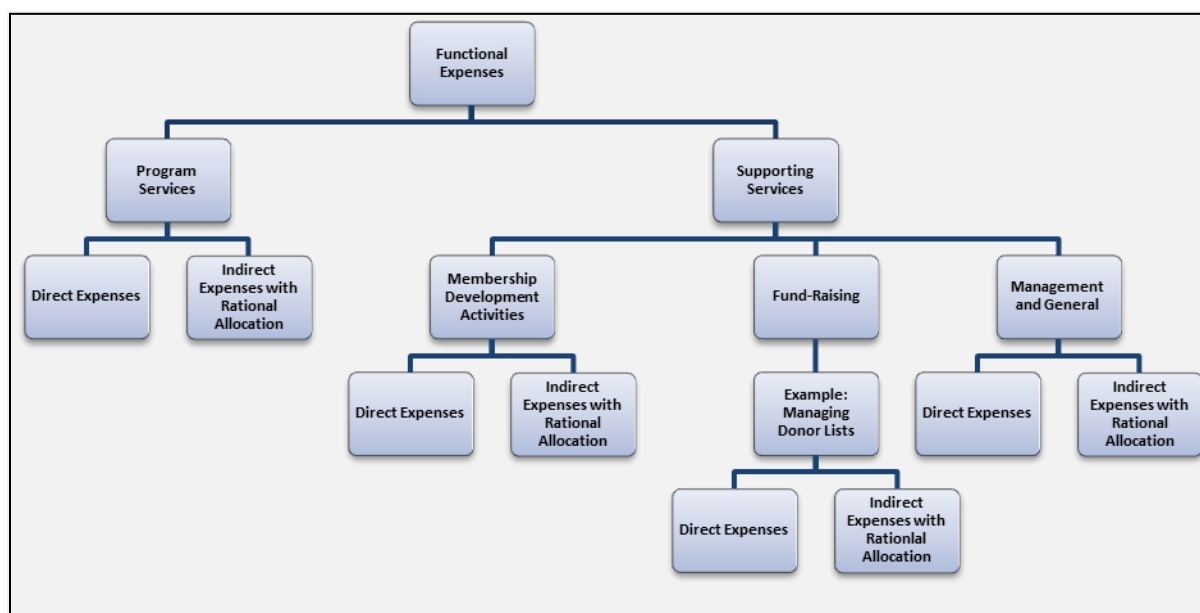 Functional
Expenses
Program
Services
Supporting
Services
Direct Expenses
Indirect
Expenses with
Rational
Allocation
Membership
Development
Activities
Fund-Raising
Management
and General
Direct Expenses
Indirect
Expenses with
Rational
Allocation
Example:
Managing
Donor Lists
Direct Expenses
Indirect
Expenses with
Rational
Allocation
Direct Expenses
Indirect
Expenses with
Rationlal
Allocation